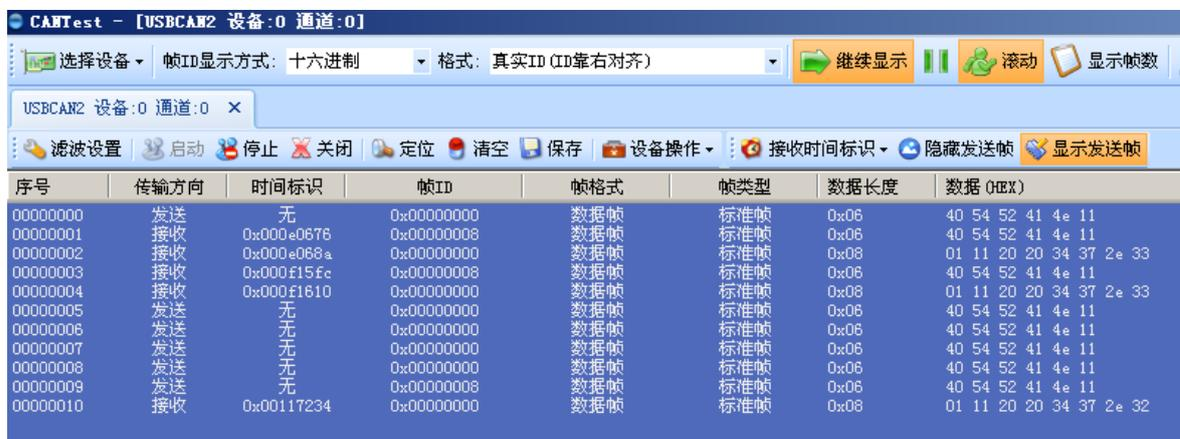 CANTest - [USBCAN2 设备:0 通道:0]
选择设备 帧ID显示方式: 十六进制 格式: 真实ID(ID靠右对齐) 继续显示 滚动 显示帧数
USBCAN2 设备:0 通道:0 ×
滤波设置 启动 停止 关闭 定位 清空 保存 设备操作 接收时间标识 隐藏发送帧 显示发送帧
序号 传输方向 时间标识 帧ID 帧格式 帧类型 数据长度 数据(HEX)
00000000 发送 无 0x00000000 数据帧 标准帧 0x06 40 54 52 41 4e 11
00000001 接收 0x000e0676 0x00000008 数据帧 标准帧 0x06 40 54 52 41 4e 11
00000002 接收 0x000e068a 0x00000000 数据帧 标准帧 0x08 01 11 20 20 34 37 2e 33
00000003 接收 0x000f15fc 0x00000008 数据帧 标准帧 0x06 40 54 52 41 4e 11
00000004 接收 0x000f1610 0x00000000 数据帧 标准帧 0x08 01 11 20 20 34 37 2e 33
00000005 发送 无 0x00000000 数据帧 标准帧 0x06 40 54 52 41 4e 11
00000006 发送 无 0x00000000 数据帧 标准帧 0x06 40 54 52 41 4e 11
00000007 发送 无 0x00000000 数据帧 标准帧 0x06 40 54 52 41 4e 11
00000008 发送 无 0x00000000 数据帧 标准帧 0x06 40 54 52 41 4e 11
00000009 发送 无 0x00000008 数据帧 标准帧 0x06 40 54 52 41 4e 11
00000010 接收 0x00117234 0x00000000 数据帧 标准帧 0x08 01 11 20 20 34 37 2e 32